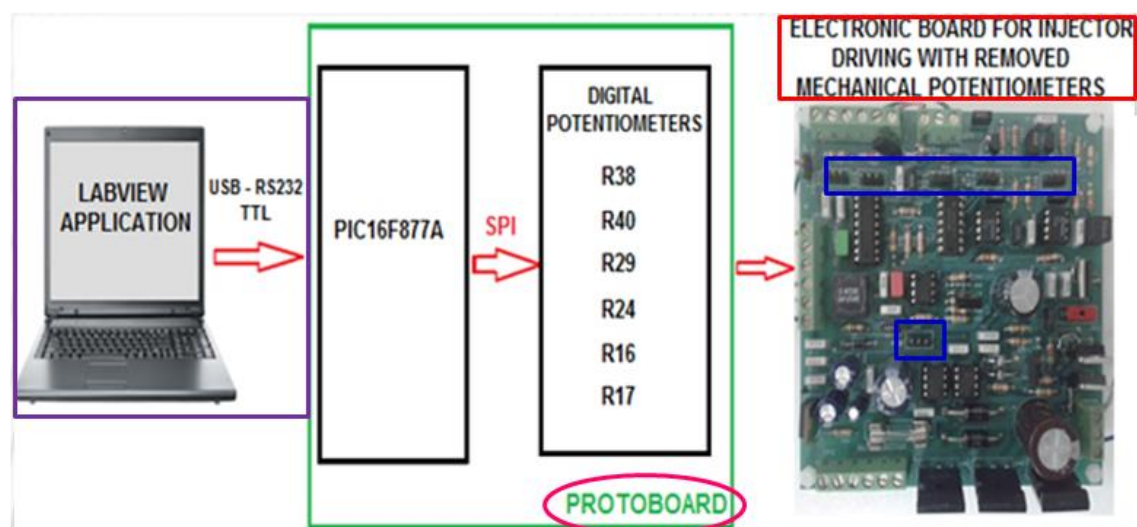 LABVIEW
APPLICATION
USB - RS232
TTL
PIC16F877A
SPI
DIGITAL
POTENTIOMETERS
R38
R40
R29
R24
R16
R17
PROTOBOARD
ELECTRONIC BOARD FOR INJECTOR
DRIVING WITH REMOVED
MECHANICAL POTENTIOMETERS